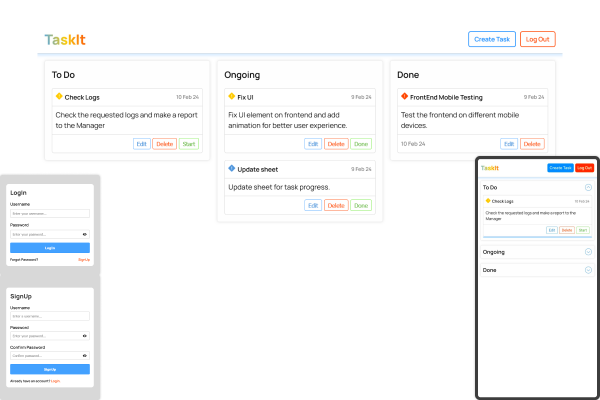 TaskIt
Create Task
Log Out
To Do
Check Logs
10 Feb 24
Check the requested logs and make a report
to the Manager
Edit
Delete
Start
Ongoing
Fix UI
9 Feb 24
Fix UI element on frontend and add
animation for better user experience.
Edit
Delete
Done
Update sheet
9 Feb 24
Update sheet for task progress.
Edit
Delete
Done
Done
FrontEnd Mobile Testing
9 Feb 24
Test the frontend on different mobile
devices.
10 Feb 24
Edit
Delete
LogIn
Username
Enter your username...
Password
Enter your password...
Login
Forgot Password?
SignUp
SignUp
Username
Enter a username...
Password
Enter your password...
Confirm Password
Confirm password...
SignUp
Already have an account? Login
TaskIt
Create Task
Log Out
To Do
Check Logs
10 Feb 24
Check the requested logs and make a report to the
Manager
Edit
Delete
Start
Ongoing
Done